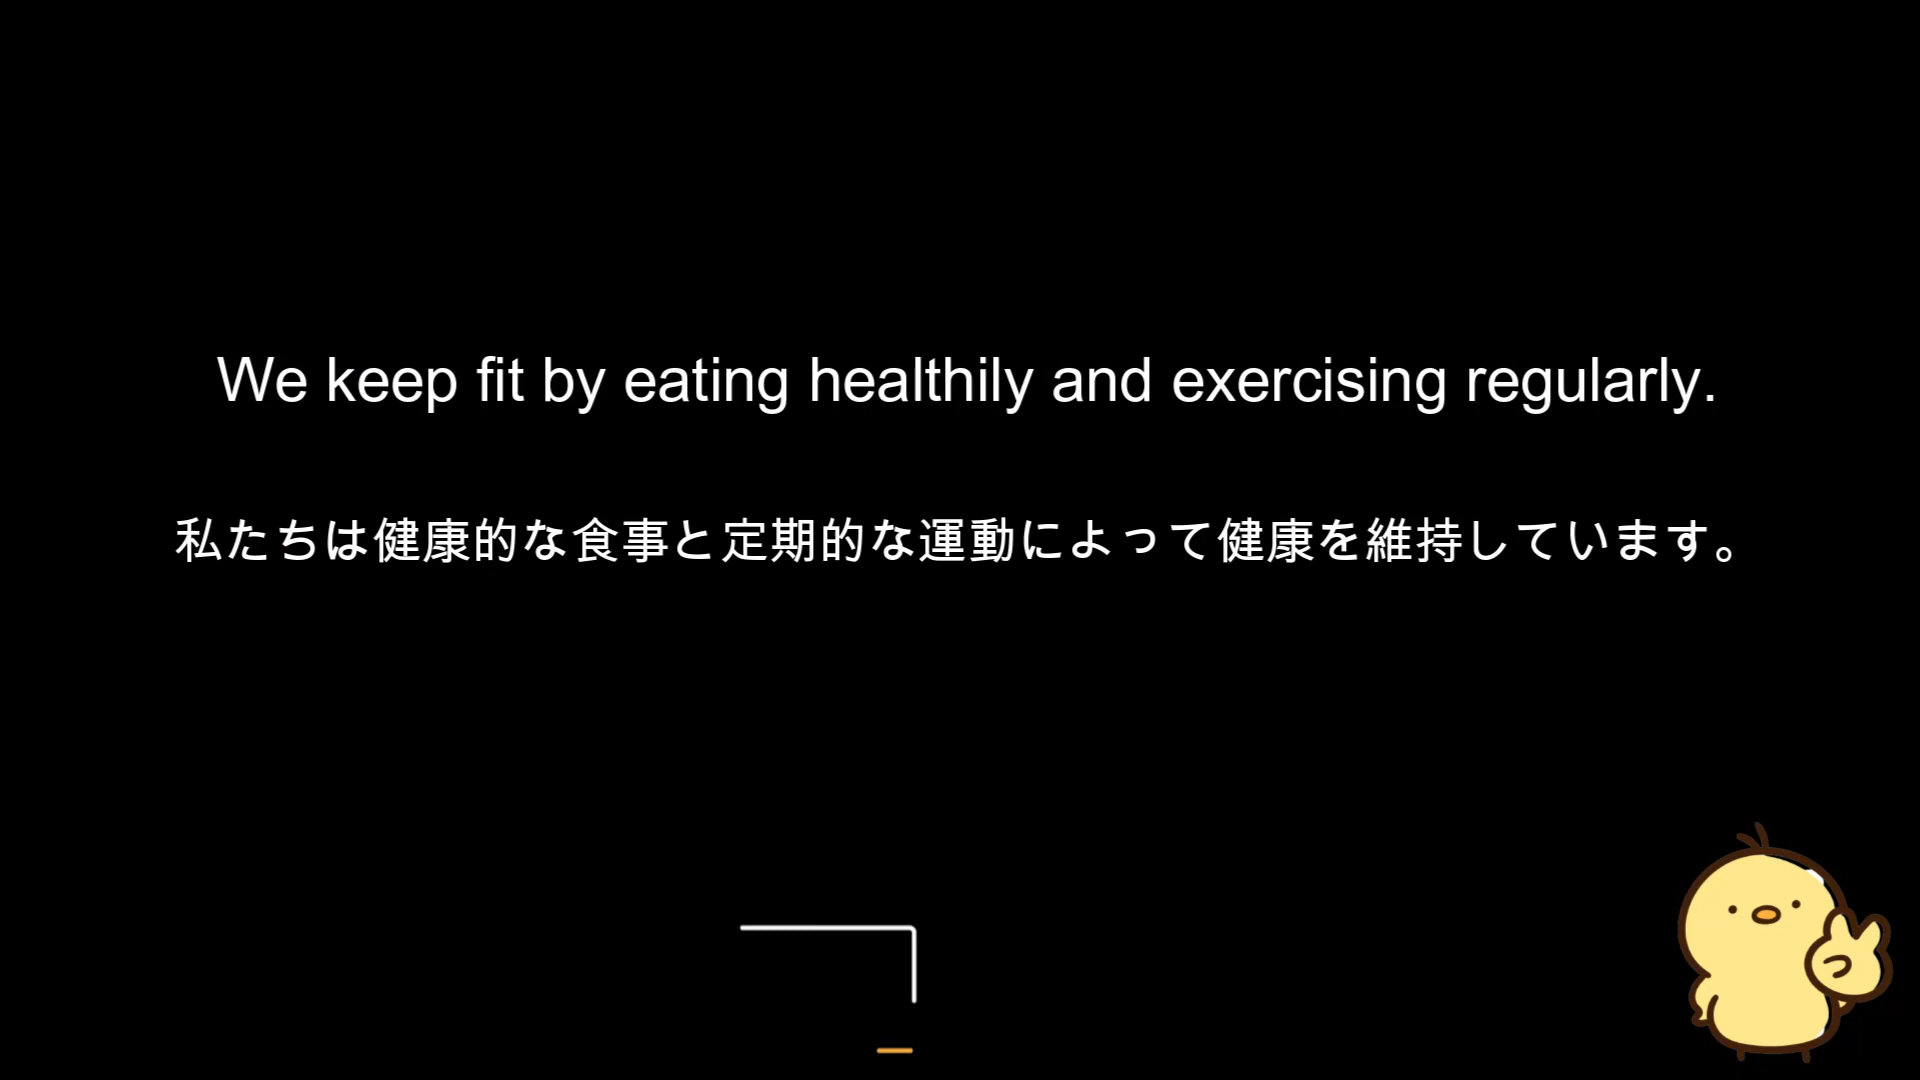 We keep fit by eating healthily and exercising regularly.
私たちは健康的な食事と定期的な運動によって健康を維持しています。